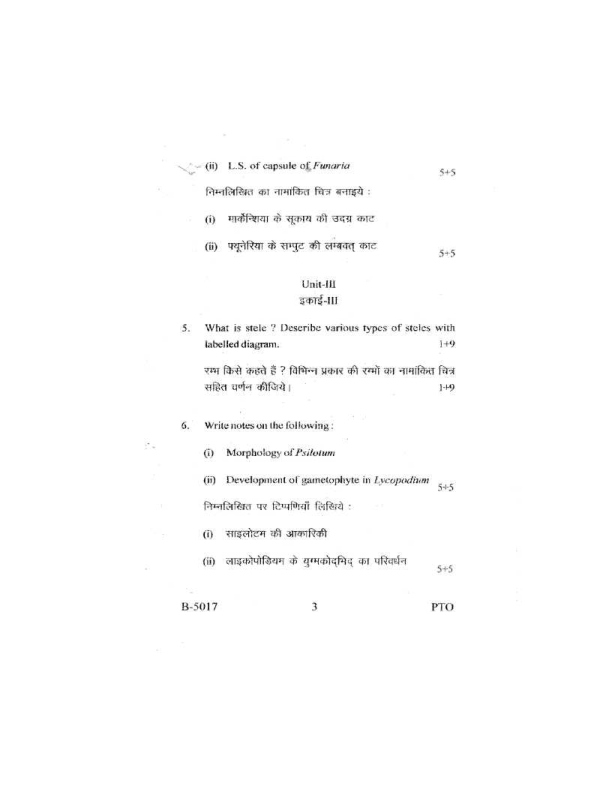 (ii) L.S. of capsule of Funaria
5+5
निम्नलिखित का नामांकित चित्र बनाइये :
(i) मार्केन्शिया के सूकाय की उदग्र काट
(ii) फ्यूनेरिया के सम्पुट की लम्बवत् काट
5+5
Unit-III
इकाई-III
5. What is stele ? Describe various types of steles with
labelled diagram. 1+9
रम्भ किसे कहते हैं ? विभिन्न प्रकार की रम्भों का नामांकित चित्र
सहित वर्णन कीजिये। 1+9
6. Write notes on the following :
(i) Morphology of Psilotum
(ii) Development of gametophyte in Lycopodium
5+5
निम्नलिखित पर टिप्पणियाँ लिखिये :
(i) साइलोटम की आकारिकी
(ii) लाइकोपोडियम के युग्मकोद्भिद् का परिवर्धन
5+5
B-5017 3 PTO